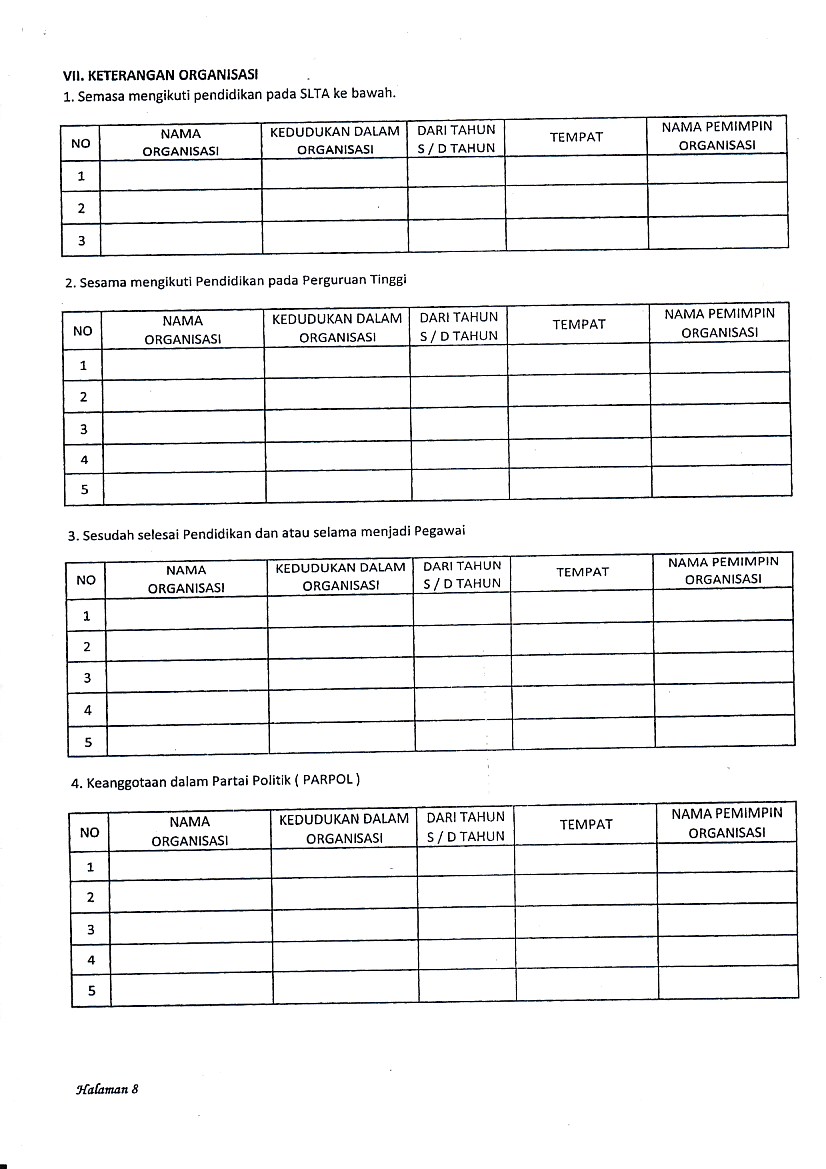 VII. KETERANGAN ORGANISASI
1. Semasa mengikuti pendidikan pada SLTA ke bawah.
NO NAMA ORGANISASI KEDUDUKAN DALAM ORGANISASI DARI TAHUN S / D TAHUN TEMPAT NAMA PEMIMPIN ORGANISASI
1
2
3
2. Sesama mengikuti Pendidikan pada Perguruan Tinggi
NO NAMA ORGANISASI KEDUDUKAN DALAM ORGANISASI DARI TAHUN S / D TAHUN TEMPAT NAMA PEMIMPIN ORGANISASI
1
2
3
4
5
3. Sesudah selesai Pendidikan dan atau selama menjadi Pegawai
NO NAMA ORGANISASI KEDUDUKAN DALAM ORGANISASI DARI TAHUN S / D TAHUN TEMPAT NAMA PEMIMPIN ORGANISASI
1
2
3
4
5
4. Keanggotaan dalam Partai Politik ( PARPOL )
NO NAMA ORGANISASI KEDUDUKAN DALAM ORGANISASI DARI TAHUN S / D TAHUN TEMPAT NAMA PEMIMPIN ORGANISASI
1
2
3
4
5
Halaman 8